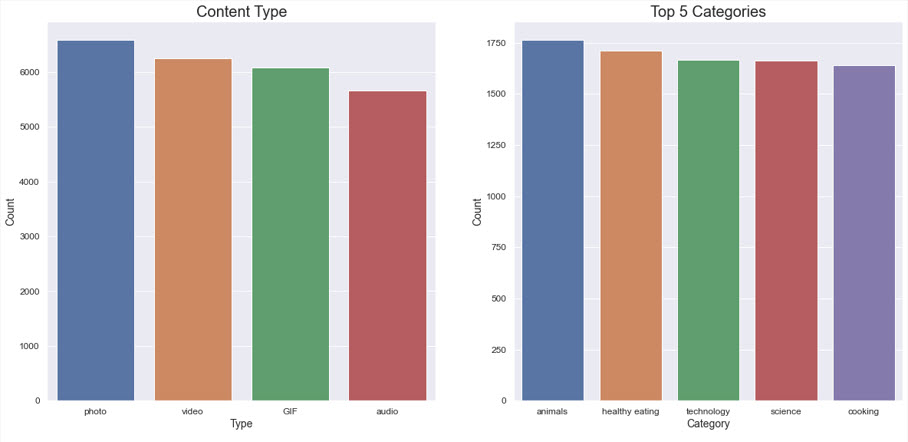 Content Type
Count
6000
5000
4000
3000
2000
1000
0
photo video GIF audio
Type
Top 5 Categories
Count
1750
1500
1250
1000
750
500
250
0
animals healthy eating technology science cooking
Category